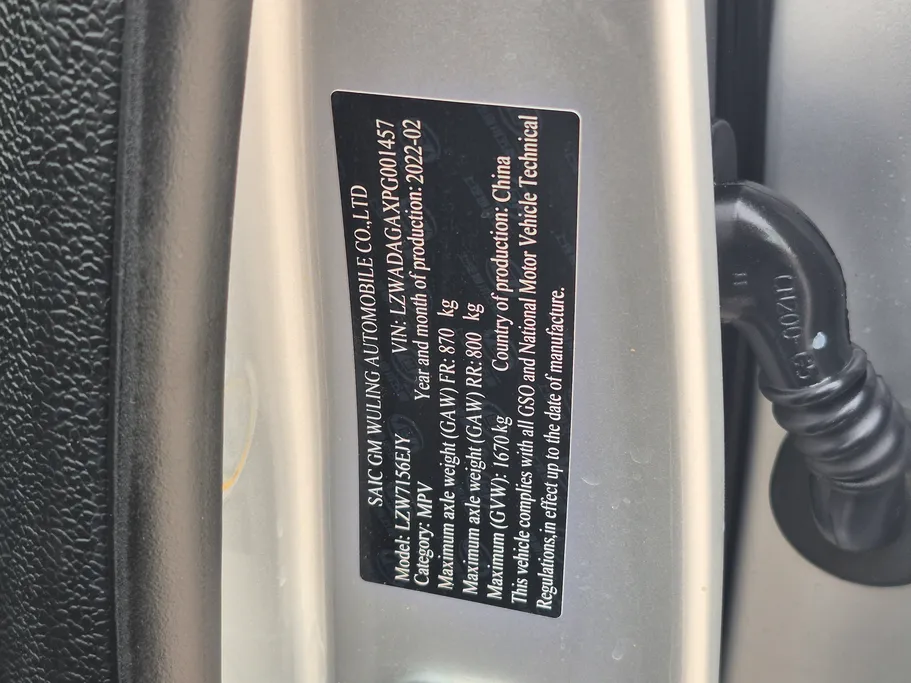 SAIC GM WULING AUTOMOBILE CO.,LTD
Model: LZW7156EJY VIN: LZWADAGAXPG001457
Category: MPV Year and month of production: 2022-02
Maximum axle weight (GAW) FR: 870 kg
Maximum axle weight (GAW) RR: 800 kg
Maximum (GVW): 1670 kg Country of production: China
This vehicle complies with all GSO and National Motor Vehicle Technical
Regulations,in effect up to the date of manufacture.